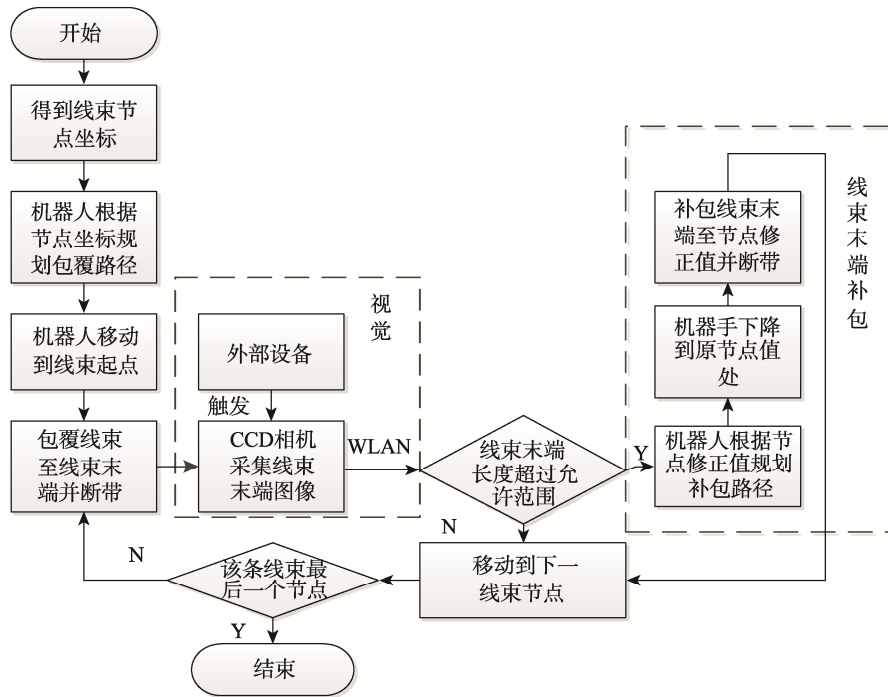 开始
得到线束节
点坐标
机器人根据
节点坐标规
划包覆路径
机器人移动
到线束起点
包覆线束
至线束末
端并断带
视
觉
外部设备
触发
CCD相机
采集线束
末端图像
WLAN
线束末端
长度超过允
许范围
Y
N
线
束
末
端
补
包
补包线束末
端至节点修
正值并断带
机器手下降
到原节点值
处
机器人根据节
点修正值规划
补包路径
移动到下一
线束节点
该条线束最
后一个节点
N
Y
结束